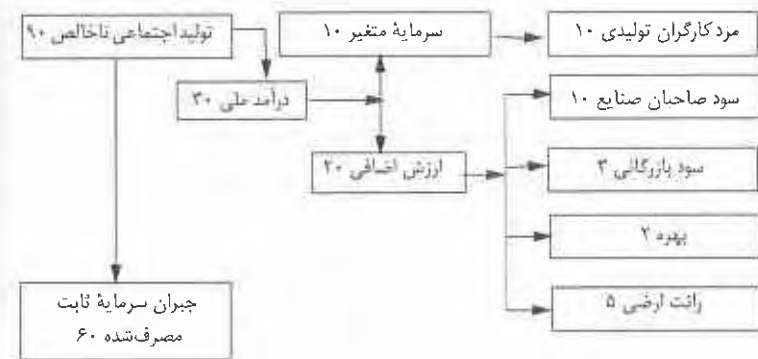 تولید اجتماعی ناخالص ۹۰
سرمایهٔ متغیر ۱۰
مزد کارگران تولیدی ۱۰
درآمد ملی ۳۰
سود صاحبان صنایع ۱۰
ارزش اضافی ۲۰
سود بازرگانی ۳
بهره ۲
رانت ارضی ۵
جبران سرمایهٔ ثابت
مصرف‌شده ۶۰